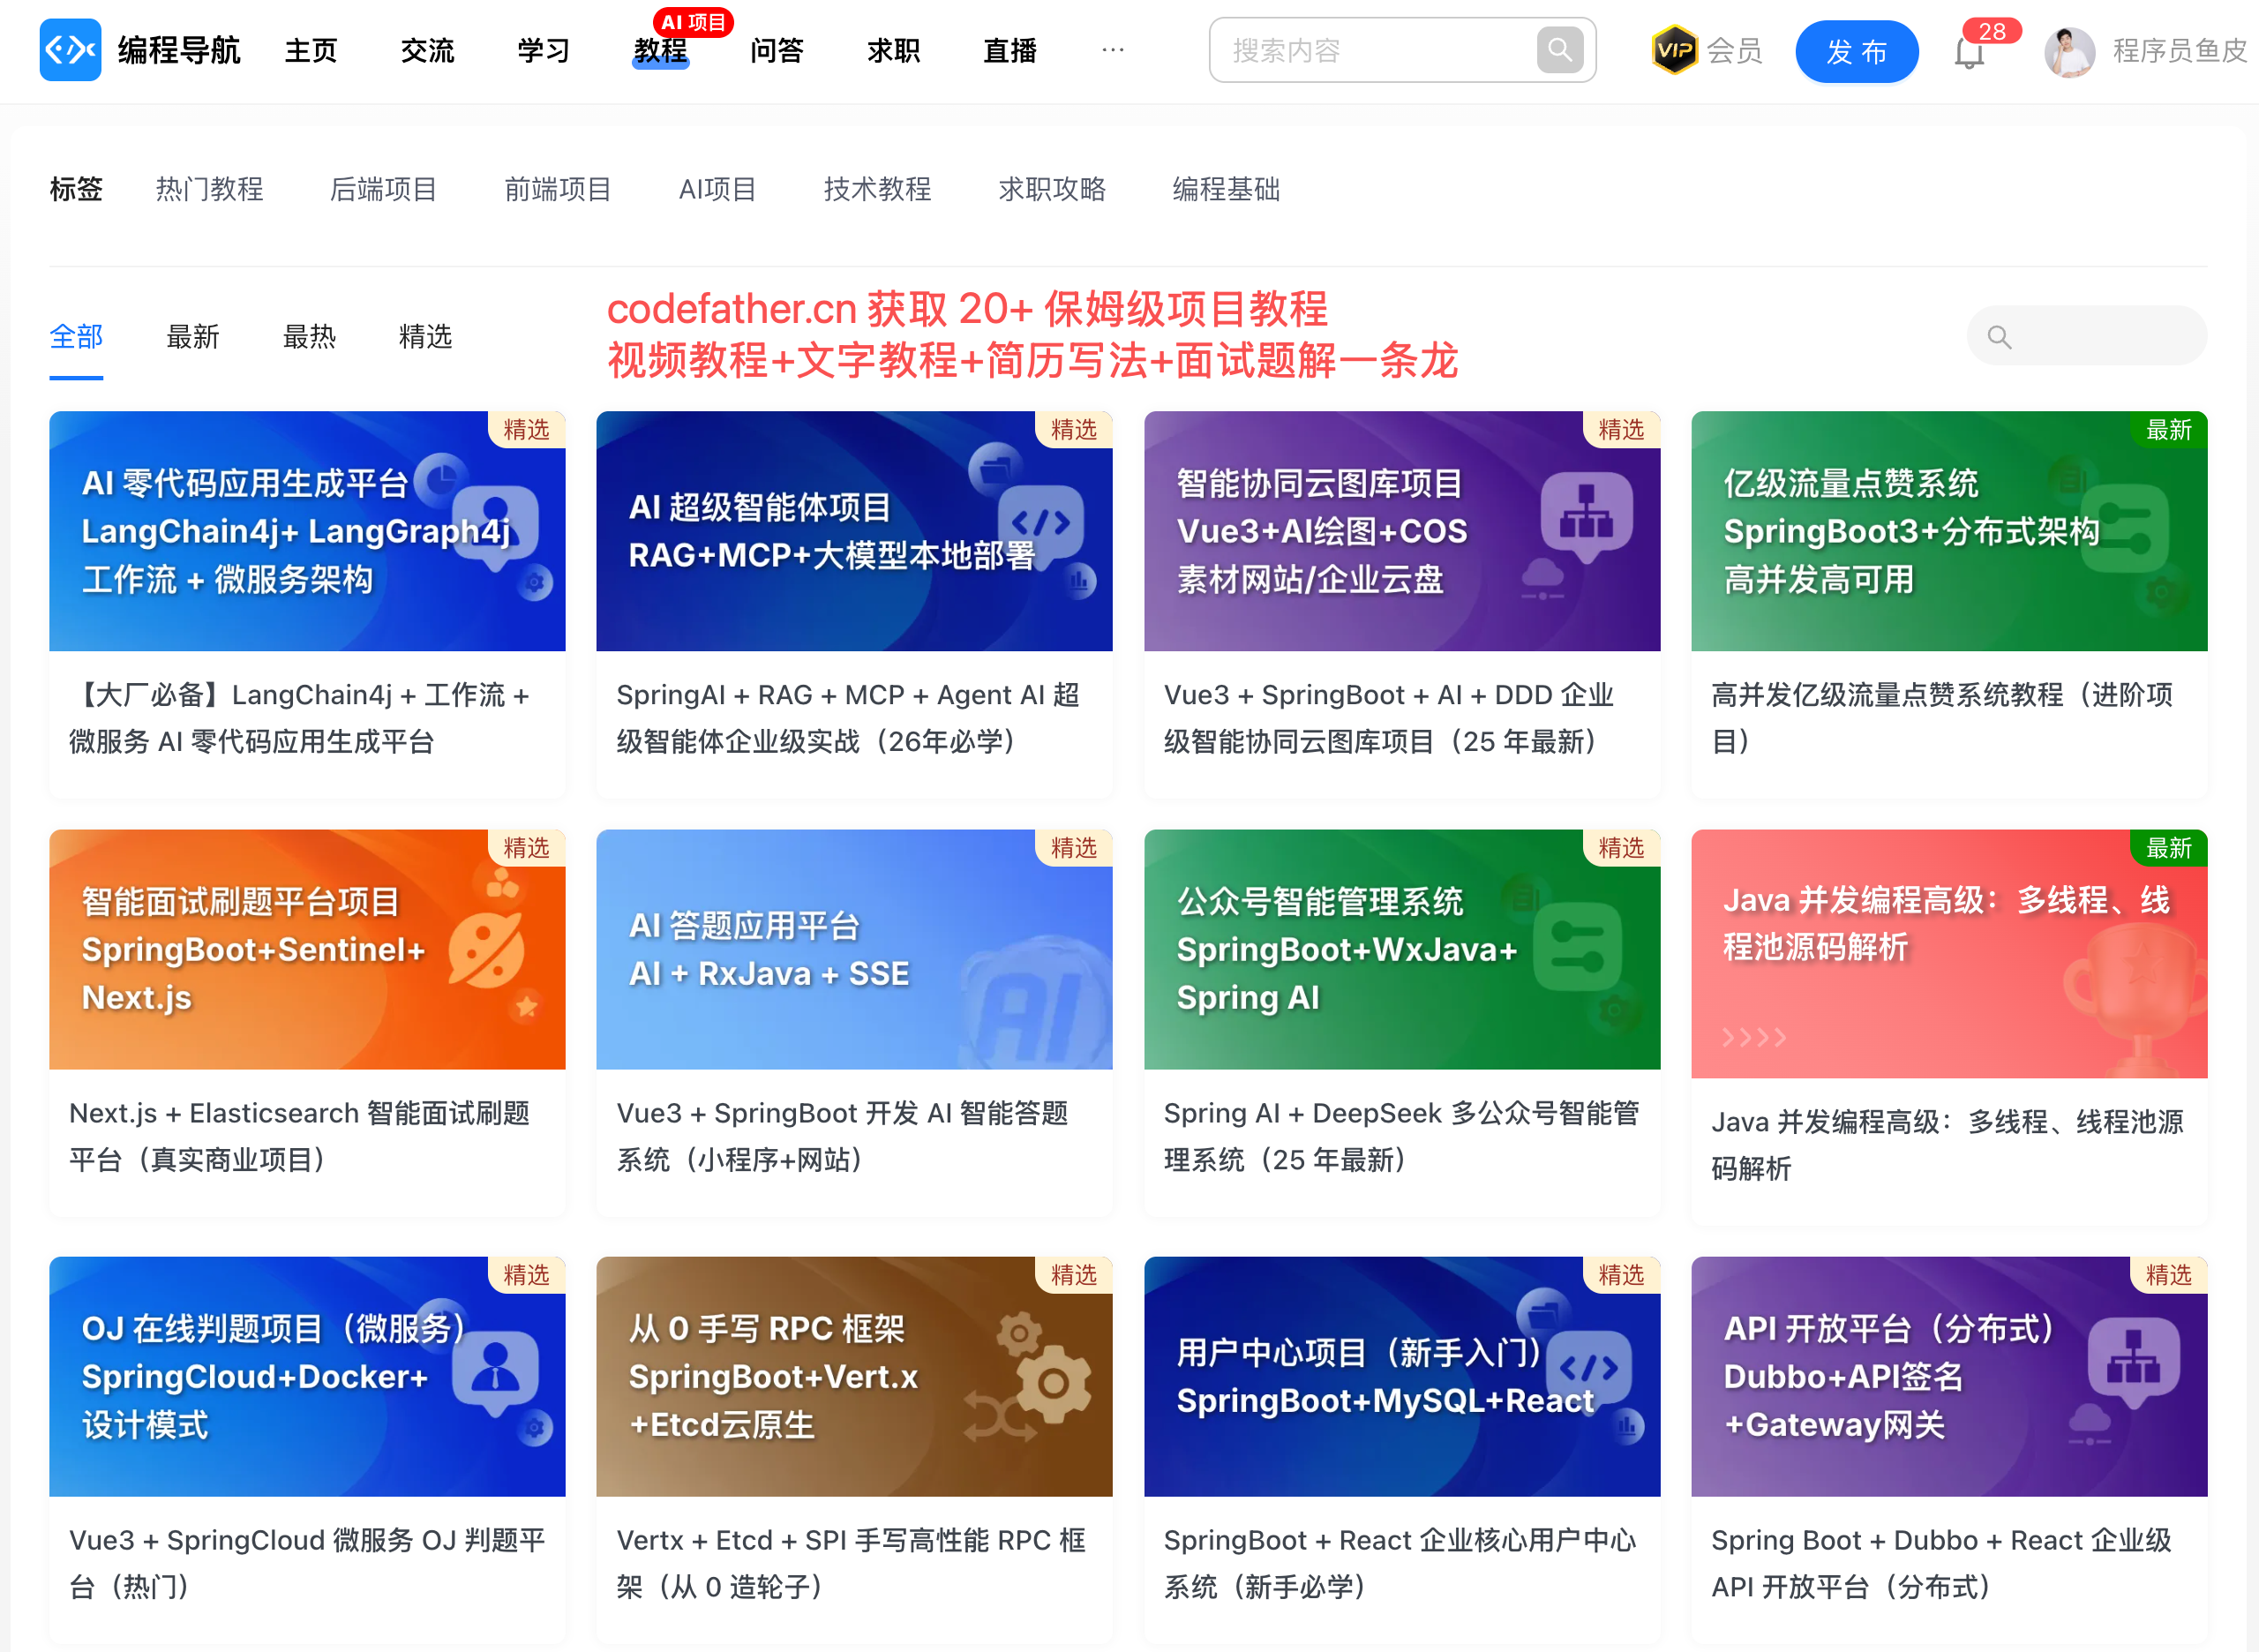 编程导航 主页 交流 学习 教程 AI 项目 问答 求职 直播 ··· 搜索内容 VIP 会员 发 布 28 程序员鱼皮
标签 热门教程 后端项目 前端项目 AI项目 技术教程 求职攻略 编程基础
codefather.cn 获取 20+ 保姆级项目教程
视频教程+文字教程+简历写法+面试题解一条龙
全部 最新 最热 精选
精选
AI 零代码应用生成平台
LangChain4j+ LangGraph4j
工作流 + 微服务架构
【大厂必备】LangChain4j + 工作流 +
微服务 AI 零代码应用生成平台
精选
AI 超级智能体项目
RAG+MCP+大模型本地部署
SpringAI + RAG + MCP + Agent AI 超
级智能体企业级实战（26年必学）
精选
智能协同云图库项目
Vue3+AI绘图+COS
素材网站/企业云盘
Vue3 + SpringBoot + AI + DDD 企业
级智能协同云图库项目（25 年最新）
最新
亿级流量点赞系统
SpringBoot3+分布式架构
高并发高可用
高并发亿级流量点赞系统教程（进阶项
目）
精选
智能面试刷题平台项目
SpringBoot+Sentinel+
Next.js
Next.js + Elasticsearch 智能面试刷题
平台（真实商业项目）
精选
AI 答题应用平台
AI + RxJava + SSE
AI
Vue3 + SpringBoot 开发 AI 智能答题
系统（小程序+网站）
精选
公众号智能管理系统
SpringBoot+WxJava+
Spring AI
Spring AI + DeepSeek 多公众号智能管
理系统（25 年最新）
最新
Java 并发编程高级：多线程、线
程池源码解析
Java 并发编程高级：多线程、线程池源
码解析
精选
OJ 在线判题项目（微服务）
SpringCloud+Docker+
设计模式
Vue3 + SpringCloud 微服务 OJ 判题平
台（热门）
精选
从 0 手写 RPC 框架
SpringBoot+Vert.x
+Etcd云原生
Vertx + Etcd + SPI 手写高性能 RPC 框
架（从 0 造轮子）
精选
用户中心项目（新手入门）
SpringBoot+MySQL+React
SpringBoot + React 企业核心用户中心
系统（新手必学）
精选
API 开放平台（分布式）
Dubbo+API签名
+Gateway网关
Spring Boot + Dubbo + React 企业级
API 开放平台（分布式）